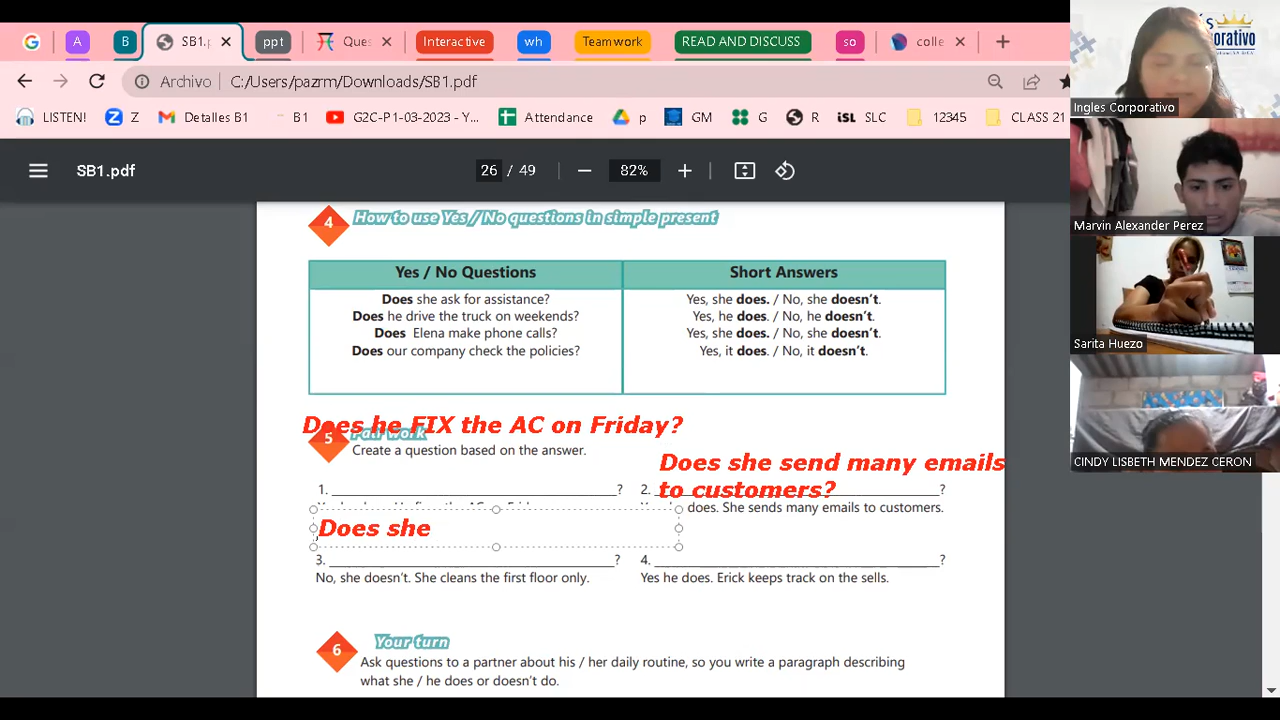 SB1.p
ppt
Ques
Interactive
wh
Teamwork
READ AND DISCUSS
so
colle
A
B
Archivo
C:/Users/pazrm/Downloads/SB1.pdf
LISTEN!
Z
Detalles B1
B1
G2C-P1-03-2023 - Y...
Attendance
p
GM
G
R
iSL SLC
12345
CLASS 21
SB1.pdf
26 / 49
82%
4 How to use Yes / No questions in simple present
Yes / No Questions
Does she ask for assistance?
Does he drive the truck on weekends?
Does Elena make phone calls?
Does our company check the policies?
Short Answers
Yes, she does. / No, she doesn't.
Yes, he does. / No, he doesn't.
Yes, she does. / No, she doesn't.
Yes, it does. / No, it doesn't.
Does he FIX the AC on Friday?
5 Pair work
Create a question based on the answer.
Does she send many emails
to customers?
1. ?
2. ?
does. She sends many emails to customers.
Does she
3. ?
No, she doesn't. She cleans the first floor only.
4. ?
Yes he does. Erick keeps track on the sells.
6 Your turn
Ask questions to a partner about his / her daily routine, so you write a paragraph describing
what she / he does or doesn't do.
orativo
Ingles Corporativo
Marvin Alexander Perez
Sarita Huezo
CINDY LISBETH MENDEZ CERON